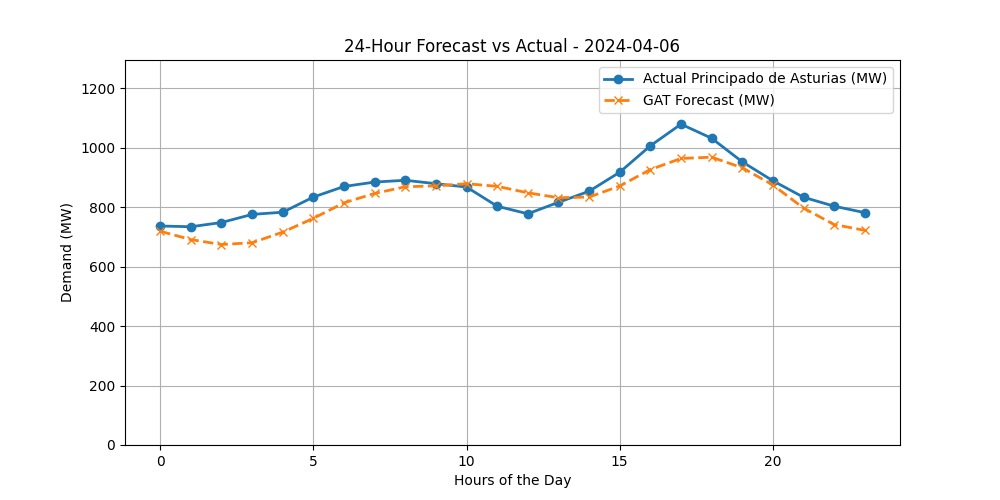 24-Hour Forecast vs Actual - 2024-04-06
Actual Principado de Asturias (MW)
GAT Forecast (MW)
Demand (MW)
1200
1000
800
600
400
200
0
0 5 10 15 20
Hours of the Day